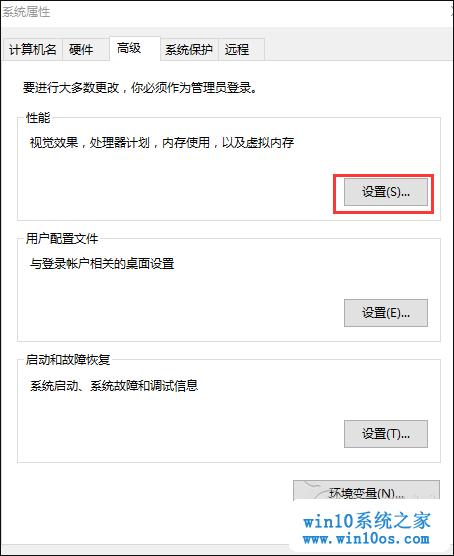 系统属性
计算机名 硬件 高级 系统保护 远程
要进行大多数更改，你必须作为管理员登录。
性能
视觉效果，处理器计划，内存使用，以及虚拟内存
设置(S)...
用户配置文件
与登录帐户相关的桌面设置
设置(E)...
启动和故障恢复
系统启动、系统故障和调试信息
设置(T)...
环境变量(N)...
win10系统之家
www.win10os.com